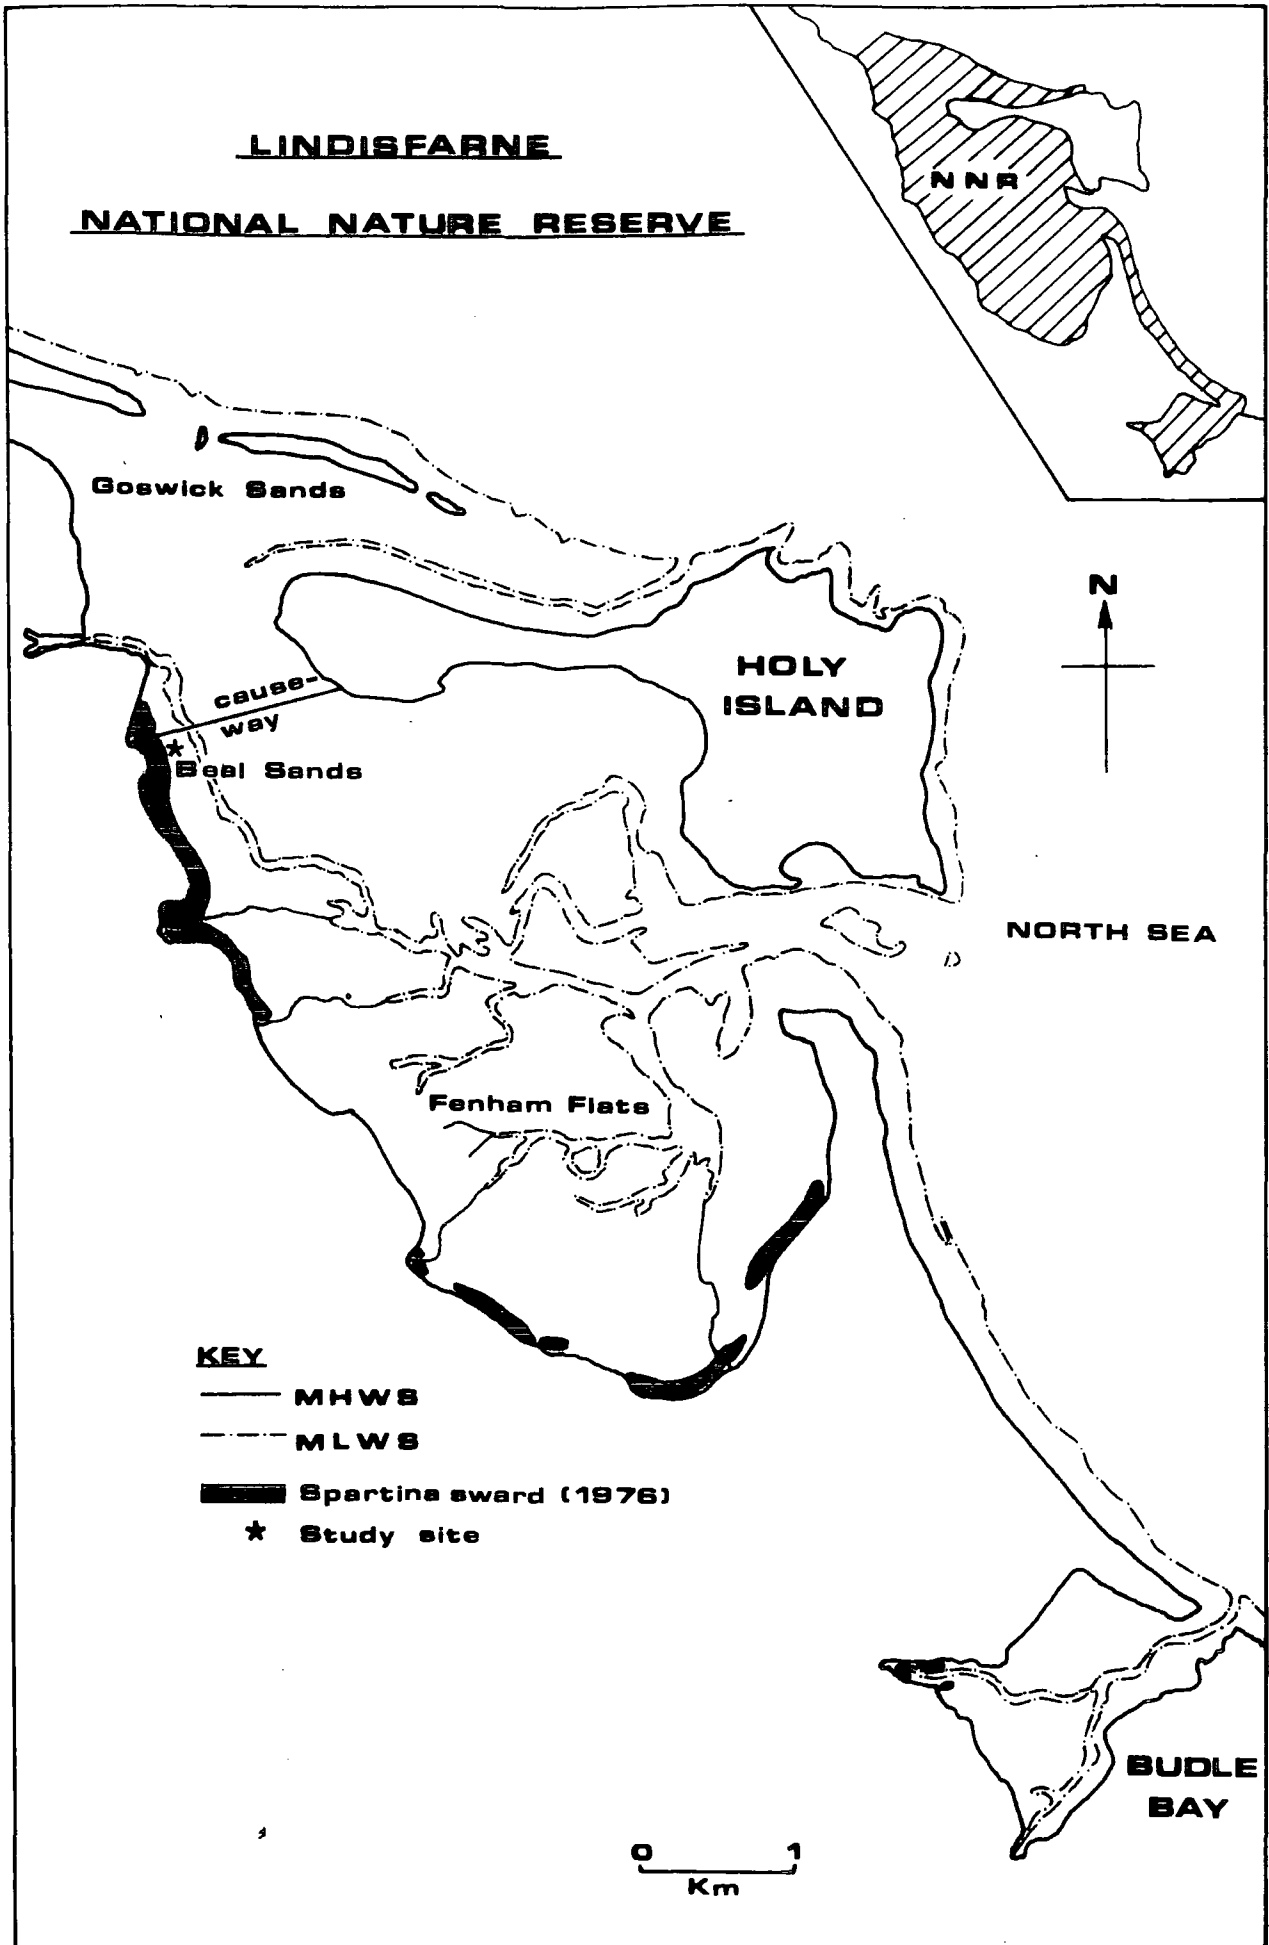 LINDISFARNE
NATIONAL NATURE RESERVE
NNR
Goswick Sands
N
HOLY
ISLAND
cause-
way
Beal Sands
NORTH SEA
Fenham Flats
KEY
MHWS
MLWS
Spartina sward (1976)
Study site
BUDLE
BAY
0 1
Km